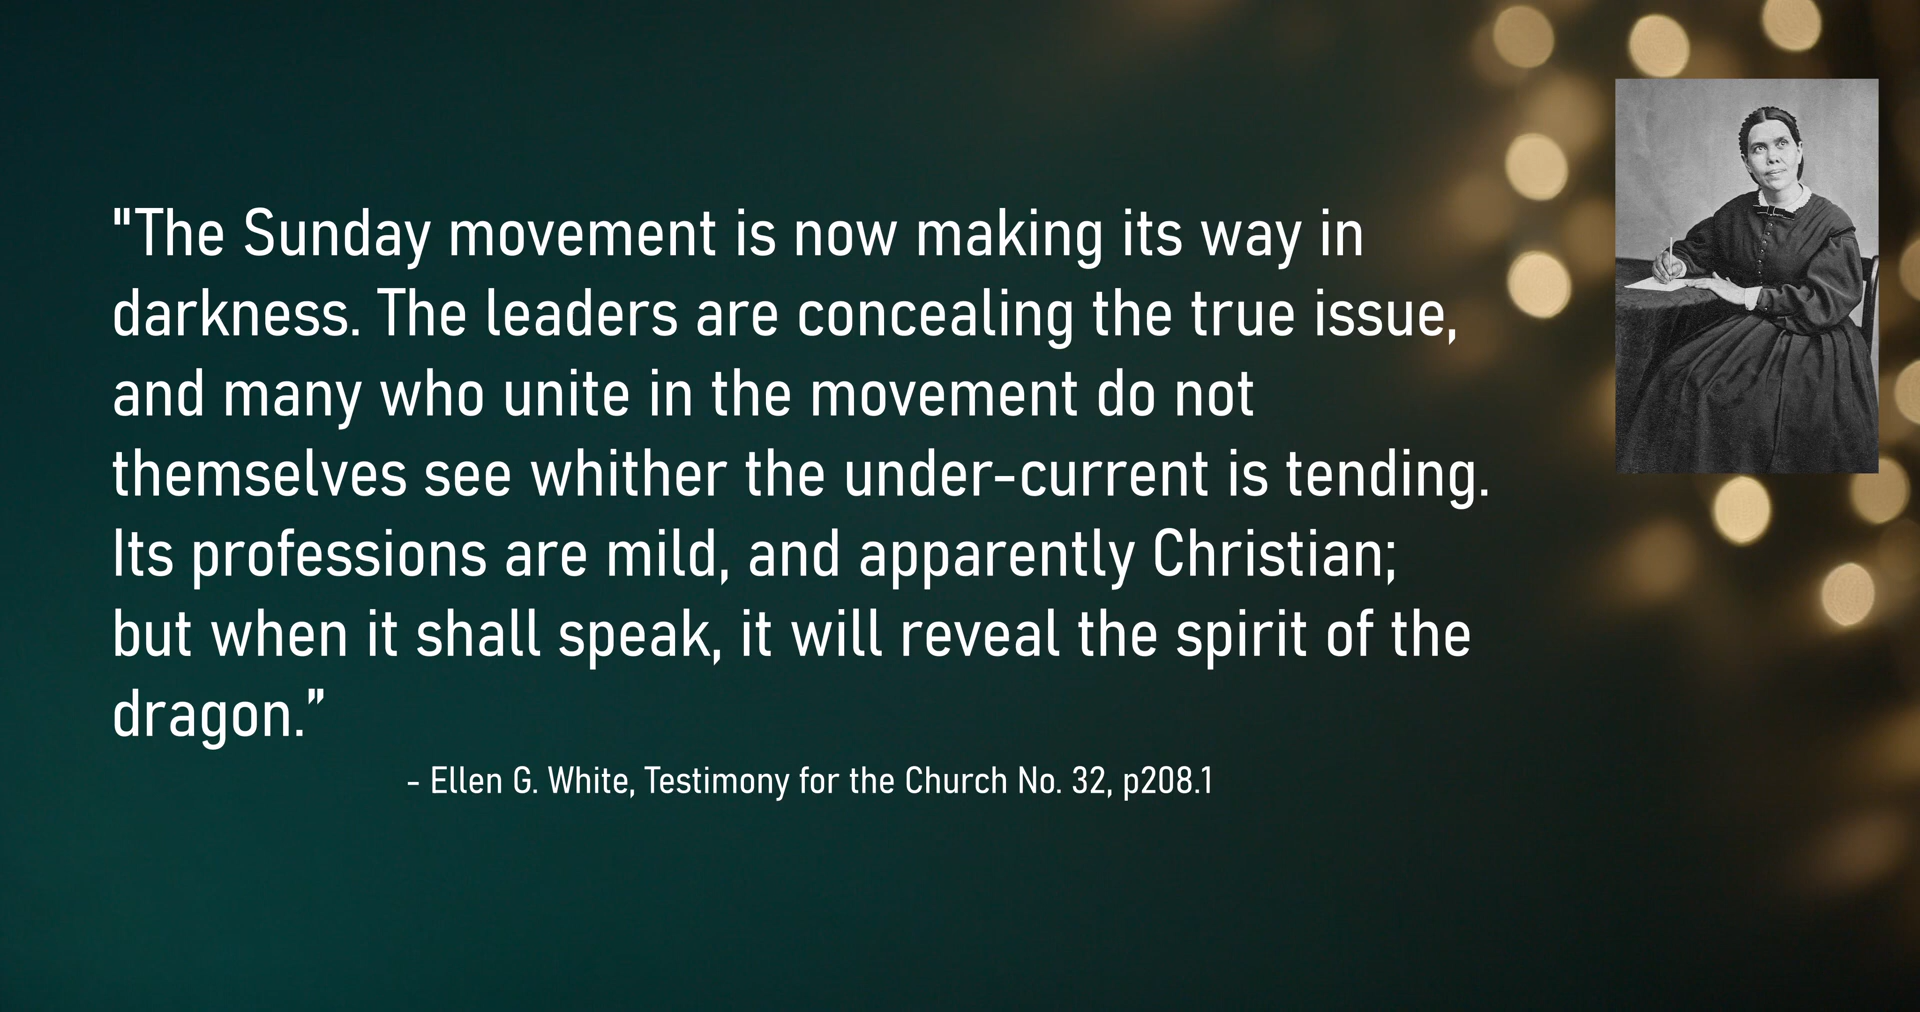 "The Sunday movement is now making its way in
darkness. The leaders are concealing the true issue,
and many who unite in the movement do not
themselves see whither the under-current is tending.
Its professions are mild, and apparently Christian;
but when it shall speak, it will reveal the spirit of the
dragon.”
- Ellen G. White, Testimony for the Church No. 32, p208.1